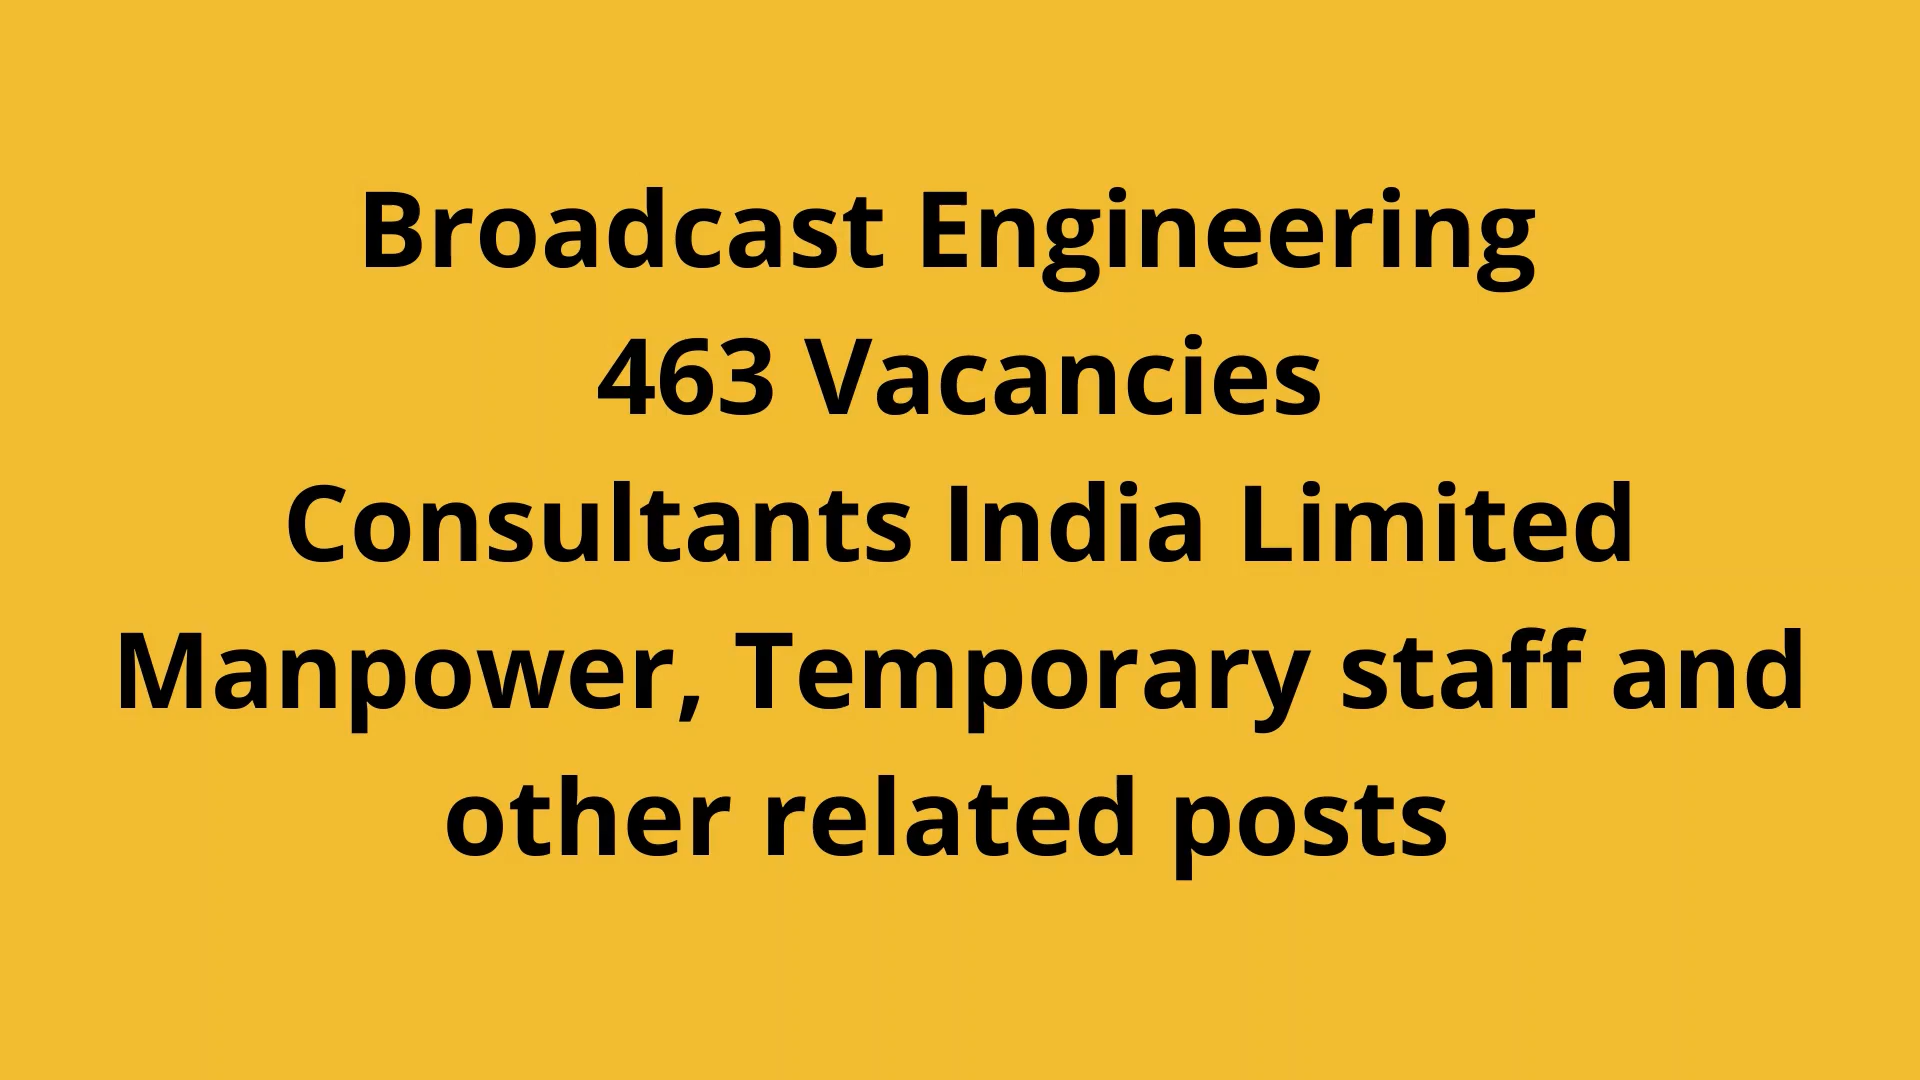 Broadcast Engineering
463 Vacancies
Consultants India Limited
Manpower, Temporary staff and
other related posts